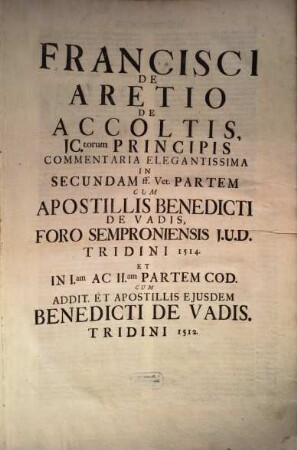 FRANCISCI
DE
ARETIO
DE
ACCOLTIS,
JC.torum PRINCIPIS
COMMENTARIA ELEGANTISSIMA
IN
SECUNDAM ff. Vet. PARTEM
CUM
APOSTILLIS BENEDICTI
DE VADIS,
FORO SEMPRONIENSIS J.U.D.
TRIDINI 1514.
ET
IN I.am AC II.am PARTEM COD.
CUM
ADDIT. ET APOSTILLIS EJUSDEM
BENEDICTI DE VADIS.
TRIDINI 1512.